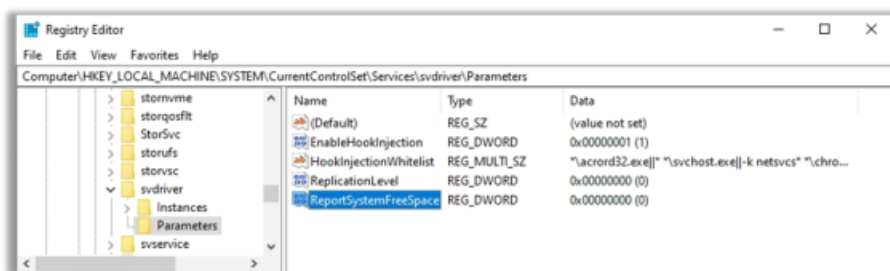 Registry Editor
File Edit View Favorites Help
Computer\HKEY_LOCAL_MACHINE\SYSTEM\CurrentControlSet\Services\svdriver\Parameters
stornvme
storqosflt
StorSvc
storufs
storvsc
svdriver
Instances
Parameters
svservice
Name Type Data
(Default) REG_SZ (value not set)
EnableHookInjection REG_DWORD 0x00000001 (1)
HookInjectionWhitelist REG_MULTI_SZ "\acrord32.exe||* "\svchost.exe||-k netsvcs* "\chro...
ReplicationLevel REG_DWORD 0x00000000 (0)
ReportSystemFreeSpace REG_DWORD 0x00000000 (0)